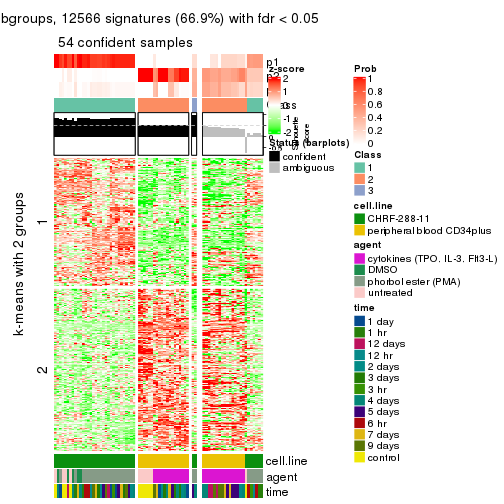 bgroups, 12566 signatures (66.9%) with fdr < 0.05
54 confident samples
p1
p2
z-score
2
1
0
-1
-2
Silhouette
score
Status (barplots)
confident
ambiguous
k-means with 2 groups
1
2
cell.line
agent
time
Prob
1
0.8
0.6
0.4
0.2
0
Class
1
2
3
cell.line
CHRF-288-11
peripheral blood CD34plus
agent
cytokines (TPO, IL-3, Flt3-L)
DMSO
phorbol ester (PMA)
untreated
time
1 day
1 hr
12 days
12 hr
2 days
3 days
3 hr
4 days
5 days
6 hr
7 days
9 days
control